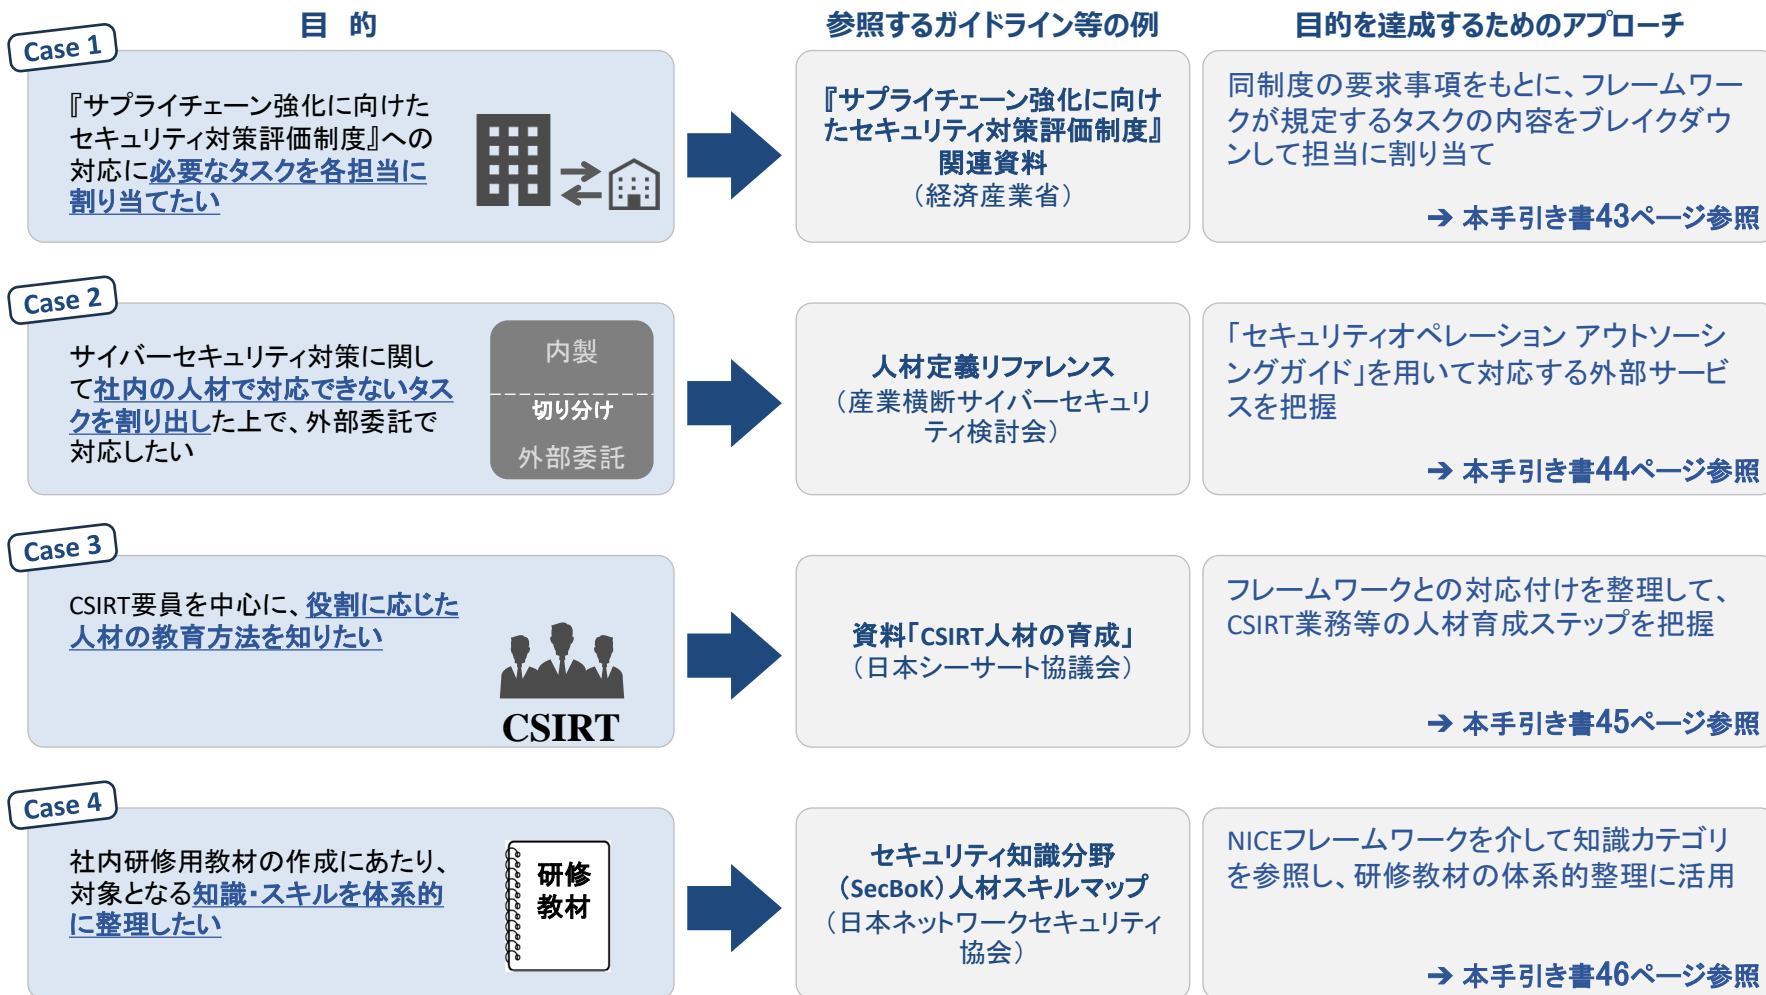 目 的
参照するガイドライン等の例
目的を達成するためのアプローチ
Case 1
『サプライチェーン強化に向けた
セキュリティ対策評価制度』への
対応に必要なタスクを各担当に
割り当てたい
『サプライチェーン強化に向け
たセキュリティ対策評価制度』
関連資料
（経済産業省）
同制度の要求事項をもとに、フレームワー
クが規定するタスクの内容をブレイクダウ
ンして担当に割り当て
➔ 本手引き書43ページ参照
Case 2
サイバーセキュリティ対策に関し
て社内の人材で対応できないタス
クを割り出した上で、外部委託で
対応したい
内製
切り分け
外部委託
人材定義リファレンス
（産業横断サイバーセキュリ
ティ検討会）
「セキュリティオペレーション アウトソーシ
ングガイド」を用いて対応する外部サービ
スを把握
➔ 本手引き書44ページ参照
Case 3
CSIRT要員を中心に、役割に応じた
人材の教育方法を知りたい
CSIRT
資料「CSIRT人材の育成」
（日本シーサート協議会）
フレームワークとの対応付けを整理して、
CSIRT業務等の人材育成ステップを把握
➔ 本手引き書45ページ参照
Case 4
社内研修用教材の作成にあたり、
対象となる知識・スキルを体系的
に整理したい
研修
教材
セキュリティ知識分野
（SecBoK）人材スキルマップ
（日本ネットワークセキュリティ
協会）
NICEフレームワークを介して知識カテゴリ
を参照し、研修教材の体系的整理に活用
➔ 本手引き書46ページ参照